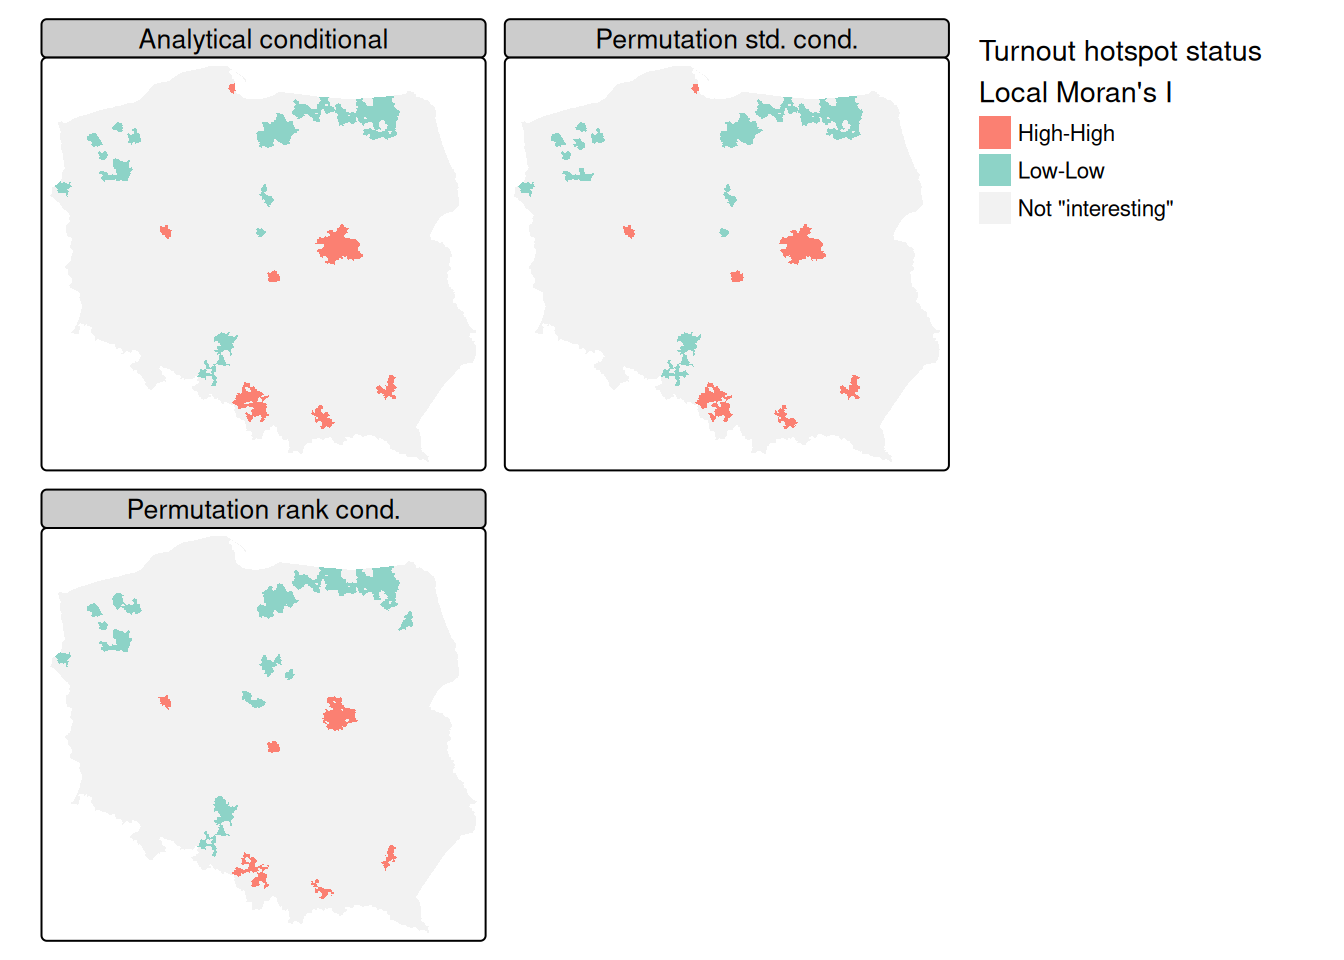 Analytical conditional
Permutation std. cond.
Turnout hotspot status
Local Moran's I
High-High
Low-Low
Not "interesting"
Permutation rank cond.